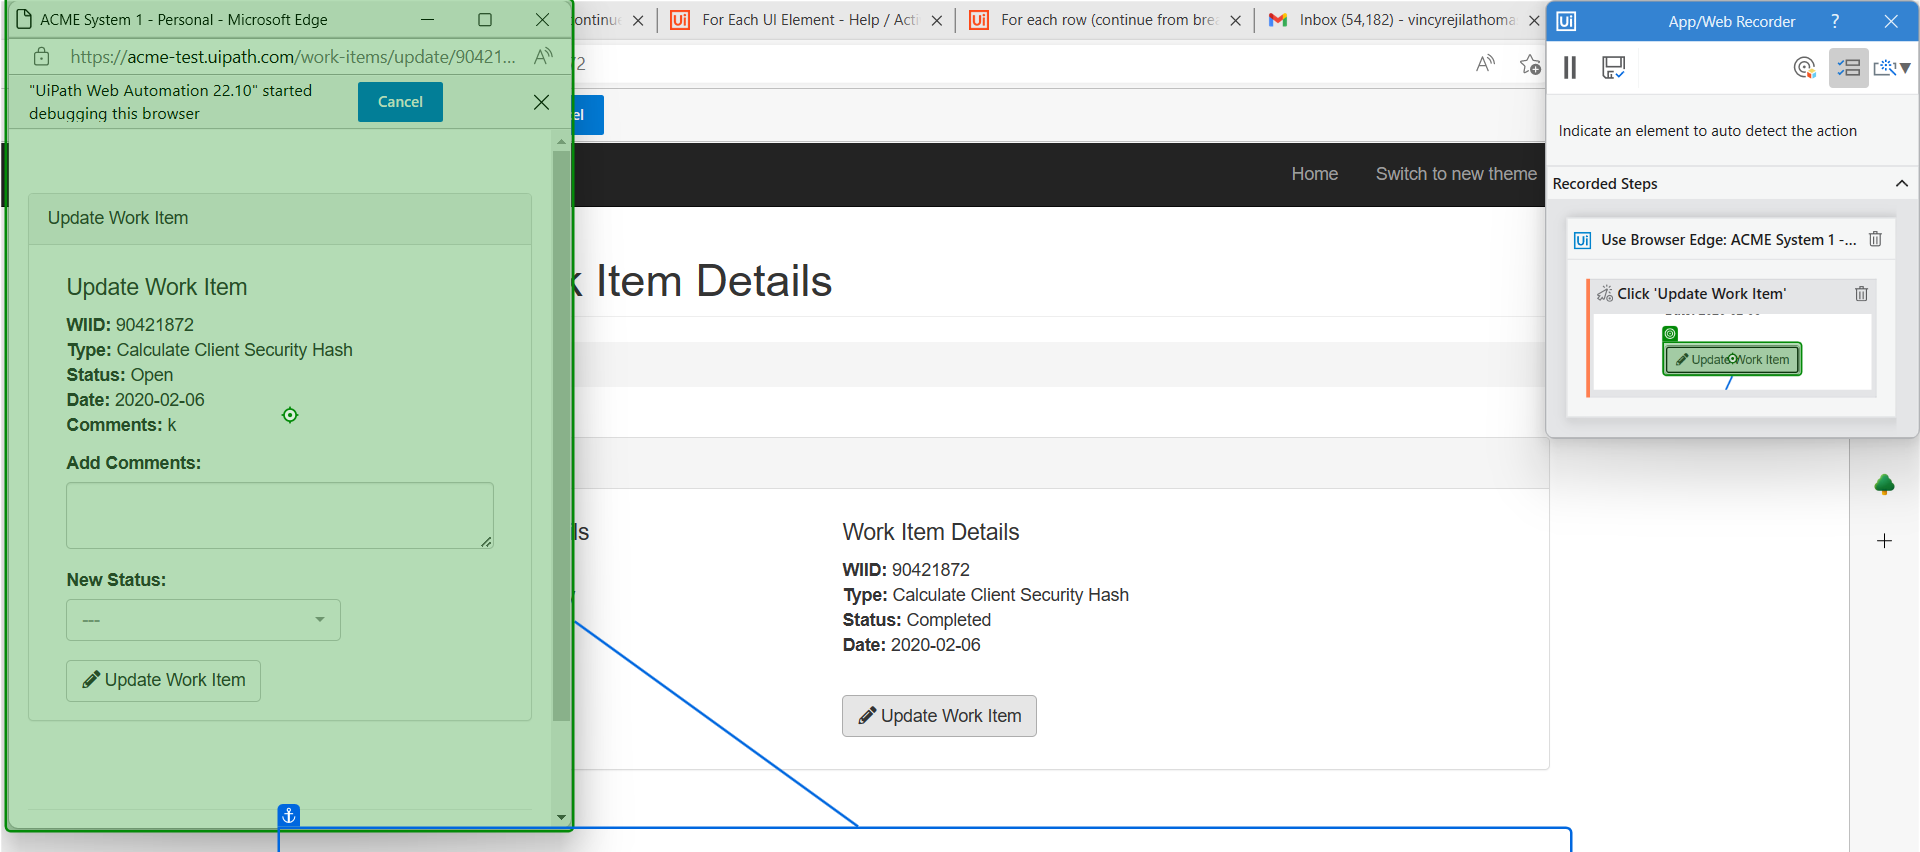 ACME System 1 - Personal - Microsoft Edge
https://acme-test.uipath.com/work-items/update/90421...
"UiPath Web Automation 22.10" started
debugging this browser
Cancel
Update Work Item
Update Work Item
WIID: 90421872
Type: Calculate Client Security Hash
Status: Open
Date: 2020-02-06
Comments: k
Add Comments:
New Status:
---
Update Work Item
For Each UI Element - Help / Acti
For each row (continue from brea
Inbox (54,182) - vincyrejilathoma
Home
Switch to new theme
Item Details
Work Item Details
WIID: 90421872
Type: Calculate Client Security Hash
Status: Completed
Date: 2020-02-06
Update Work Item
Ui
App/Web Recorder
?
Indicate an element to auto detect the action
Recorded Steps
Ui Use Browser Edge: ACME System 1 -...
Click 'Update Work Item'
Update Work Item